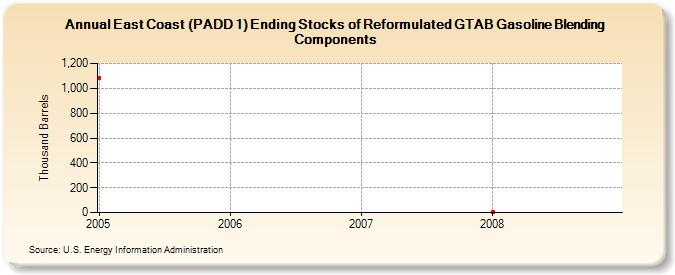 Annual East Coast (PADD 1) Ending Stocks of Reformulated GTAB Gasoline Blending
Components
Thousand Barrels
1,200
1,000
800
600
400
200
0
2005 2006 2007 2008
Source: U.S. Energy Information Administration